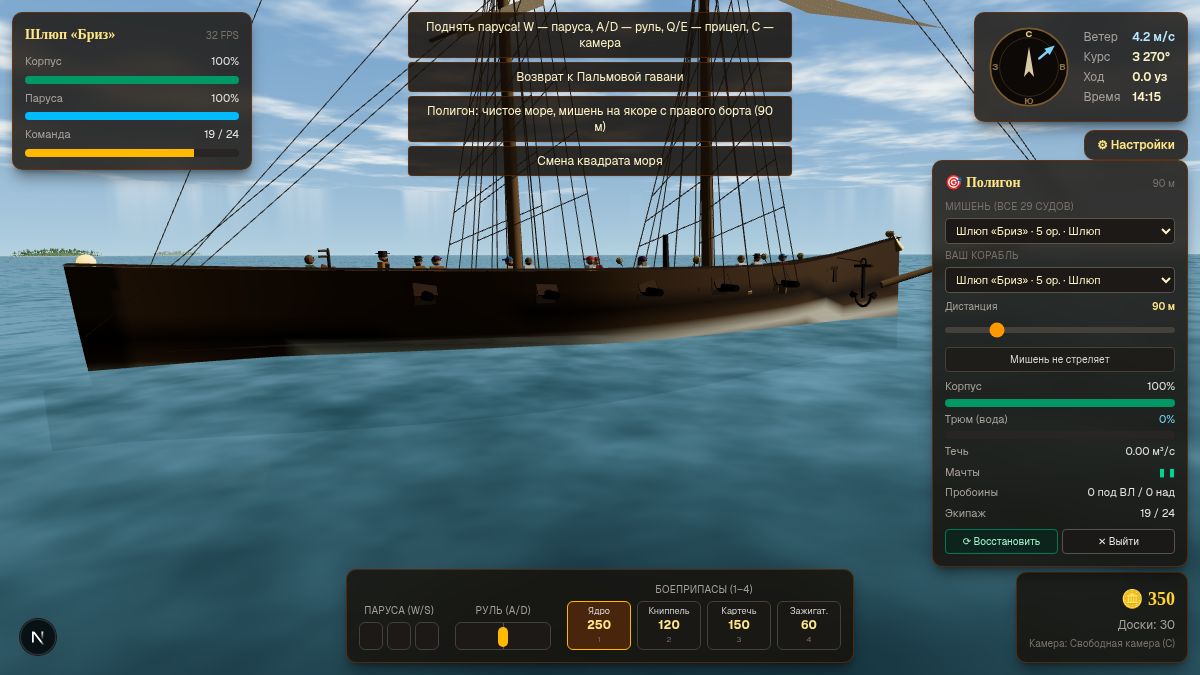 Шлюп «Бриз»
32 FPS
Корпус
100%
Паруса
100%
Команда
19 / 24
Поднять паруса! W — паруса, A/D — руль, Q/E — прицел, C —
камера
Возврат к Пальмовой гавани
Полигон: чистое море, мишень на якоре с правого борта (90
м)
Смена квадрата моря
С
З
В
Ю
Ветер 4.2 м/с
Курс З 270°
Ход 0.0 уз
Время 14:15
⚙ Настройки
🎯 Полигон
90 м
МИШЕНЬ (ВСЕ 29 СУДОВ)
Шлюп «Бриз» · 5 ор. · Шлюп
ВАШ КОРАБЛЬ
Шлюп «Бриз» · 5 ор. · Шлюп
Дистанция 90 м
Мишень не стреляет
Корпус 100%
Трюм (вода) 0%
Течь 0.00 м³/с
Мачты
Пробоины 0 под ВЛ / 0 над
Экипаж 19 / 24
⟳ Восстановить
✕ Выйти
ПАРУСА (W/S)
РУЛЬ (A/D)
БОЕПРИПАСЫ (1–4)
Ядро
250
1
Книппель
120
2
Картечь
150
3
Зажигат.
60
4
🪙 350
Доски: 30
Камера: Свободная камера (C)
N